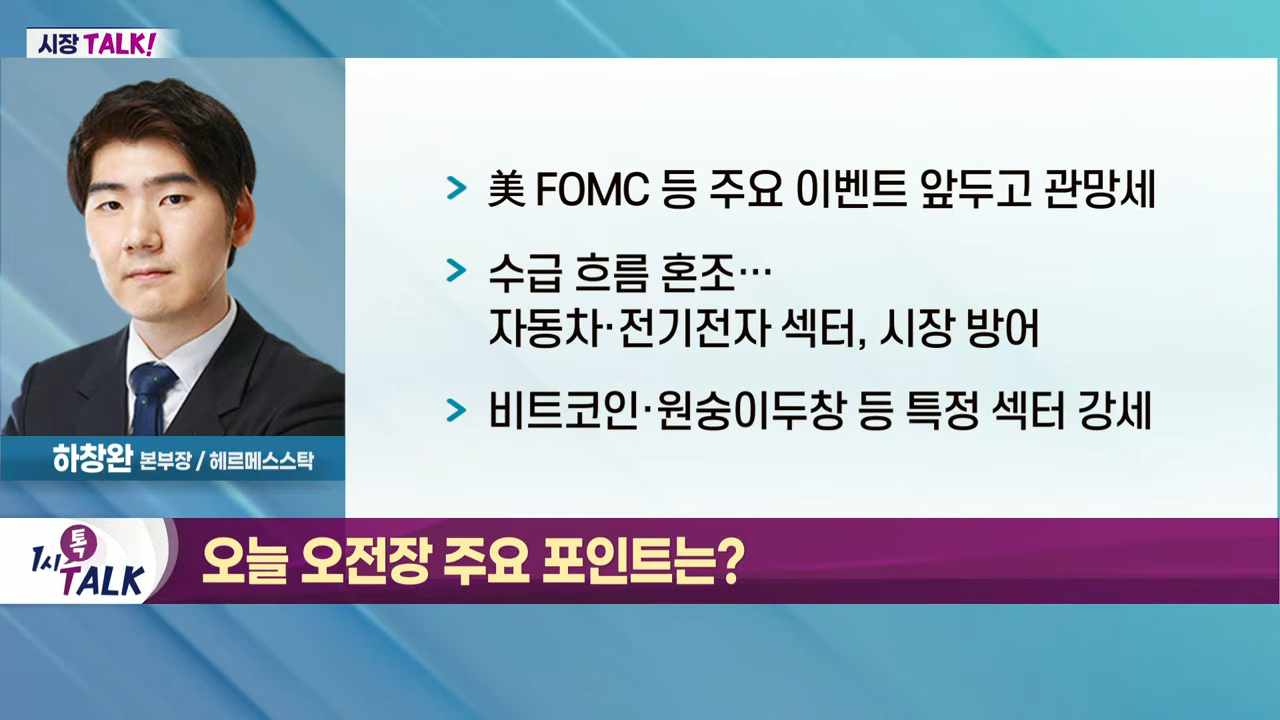 시장 TALK!
> 美 FOMC 등 주요 이벤트 앞두고 관망세
> 수급 흐름 혼조…
자동차·전기전자 섹터, 시장 방어
> 비트코인·원숭이두창 등 특정 섹터 강세
하창완 본부장 / 헤르메스스탁
1시 톡 TALK
오늘 오전장 주요 포인트는?